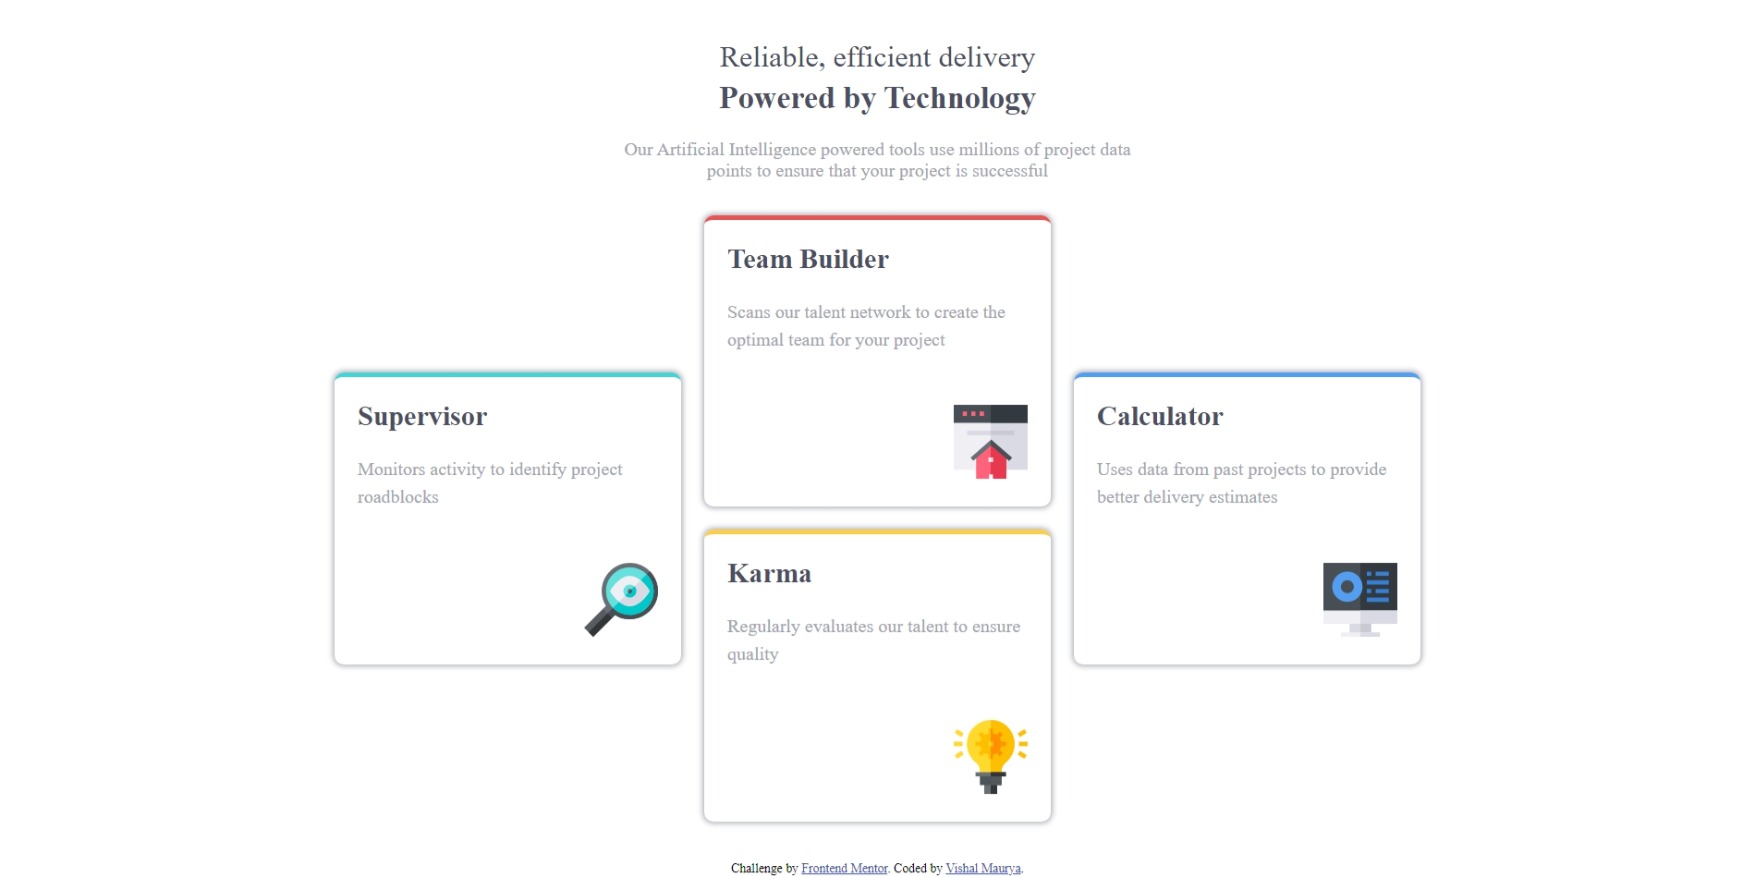 Reliable, efficient delivery
Powered by Technology
Our Artificial Intelligence powered tools use millions of project data
points to ensure that your project is successful
Team Builder
Scans our talent network to create the
optimal team for your project
Supervisor
Monitors activity to identify project
roadblocks
Calculator
Uses data from past projects to provide
better delivery estimates
Karma
Regularly evaluates our talent to ensure
quality
Challenge by Frontend Mentor. Coded by Vishal Maurya.